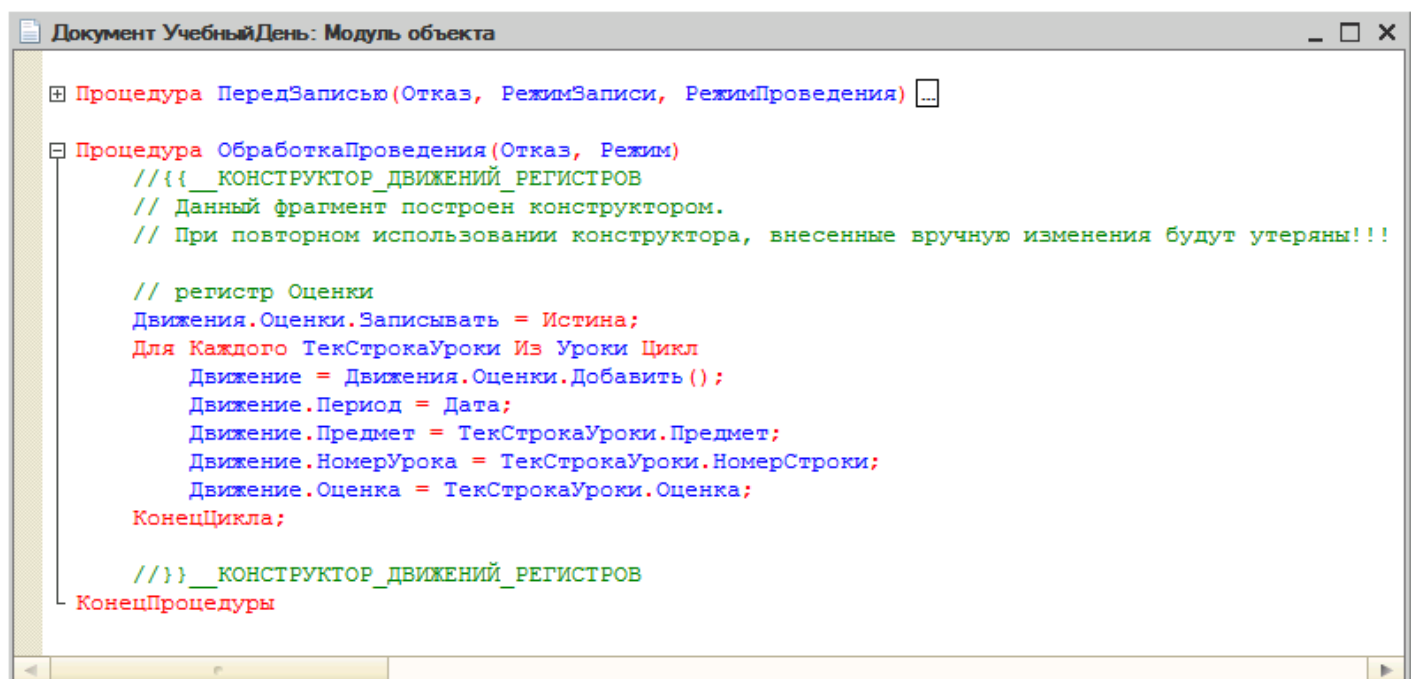 Документ УчебныйДень: Модуль объекта
Процедура ПередЗаписью(Отказ, РежимЗаписи, РежимПроведения) ...
Процедура ОбработкаПроведения(Отказ, Режим)
//{{__КОНСТРУКТОР_ДВИЖЕНИЙ_РЕГИСТРОВ
// Данный фрагмент построен конструктором.
// При повторном использовании конструктора, внесенные вручную изменения будут утеряны!!!
// регистр Оценки
Движения.Оценки.Записывать = Истина;
Для Каждого ТекСтрокаУроки Из Уроки Цикл
Движение = Движения.Оценки.Добавить();
Движение.Период = Дата;
Движение.Предмет = ТекСтрокаУроки.Предмет;
Движение.НомерУрока = ТекСтрокаУроки.НомерСтроки;
Движение.Оценка = ТекСтрокаУроки.Оценка;
КонецЦикла;
//}}__КОНСТРУКТОР_ДВИЖЕНИЙ_РЕГИСТРОВ
КонецПроцедуры